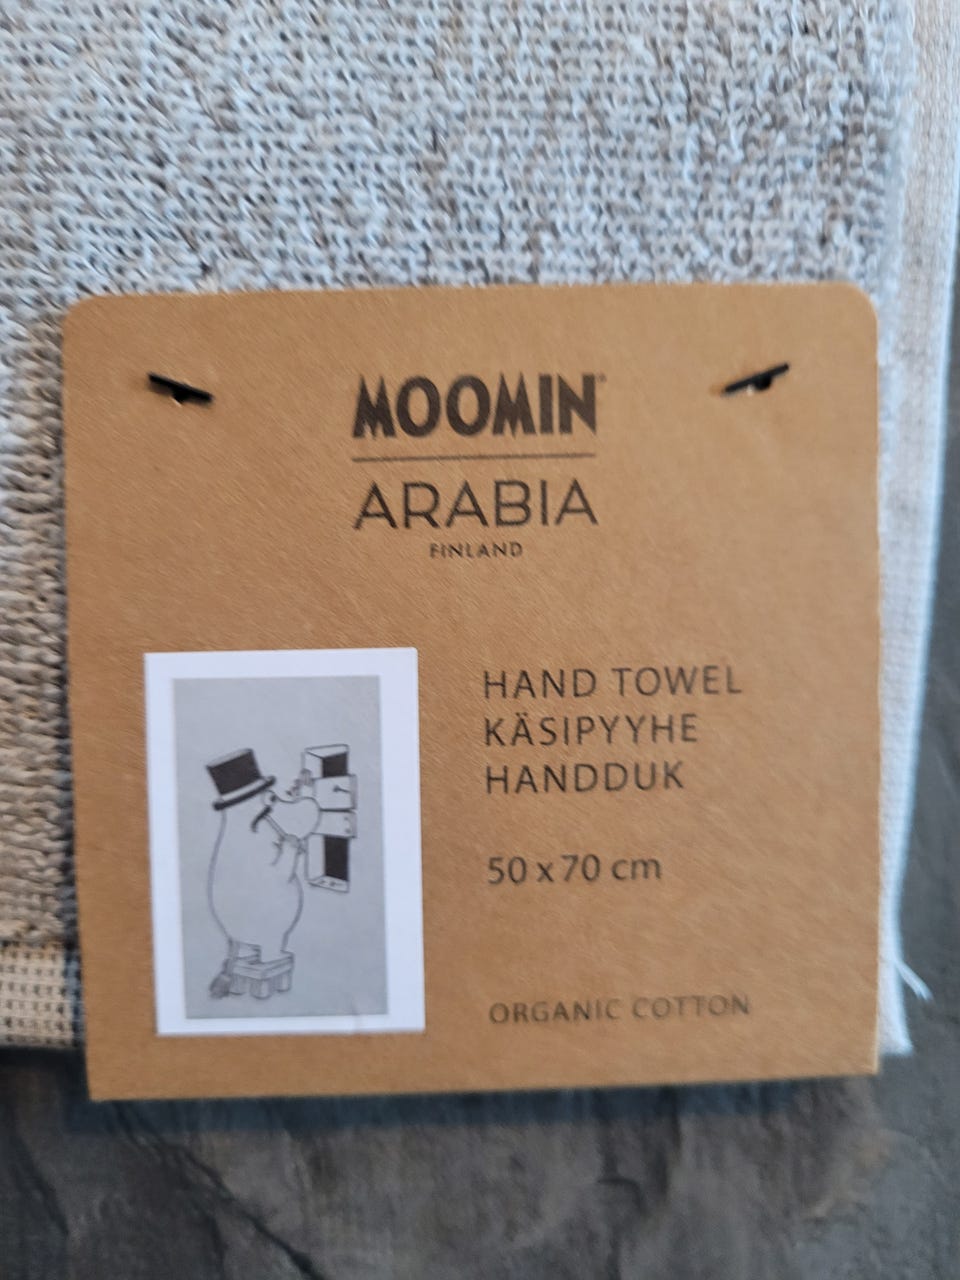 MOOMIN®
ARABIA
FINLAND
HAND TOWEL
KÄSIPYYHE
HANDDUK
50 x 70 cm
ORGANIC COTTON